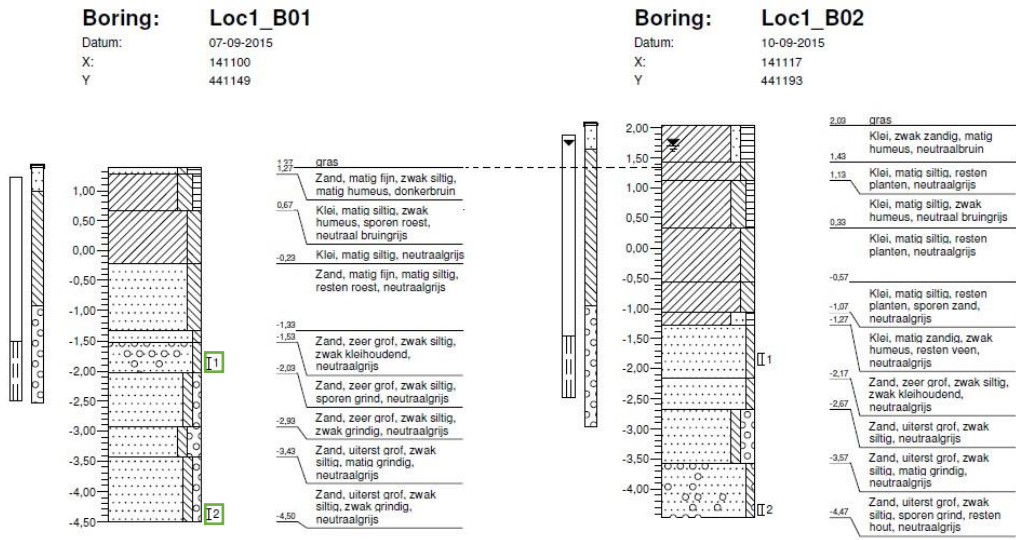 Boring: Loc1_B01
Datum: 07-09-2015
X: 141100
Y 441149
1,00
0,50
0,00
-0,50
-1,00
-1,50
-2,00
-2,50
-3,00
-3,50
-4,00
-4,50
1
2
1,37 gras
1,27
Zand, matig fijn, zwak siltig,
matig humeus, donkerbruin
0,67
Klei, matig siltig, zwak
humeus, sporen roest,
neutraal bruingrijs
-0,23
Klei, matig siltig, neutraalgrijs
Zand, matig fijn, matig siltig,
resten roest, neutraalgrijs
-1,33
-1,53
Zand, zeer grof, zwak siltig,
zwak kleihoudend,
neutraalgrijs
-2,03
Zand, zeer grof, zwak siltig,
sporen grind, neutraalgrijs
-2,93
Zand, zeer grof, zwak siltig,
zwak grindig, neutraalgrijs
-3,43
Zand, uiterst grof, zwak
siltig, matig grindig,
neutraalgrijs
-4,50
Zand, uiterst grof, zwak
siltig, zwak grindig,
neutraalgrijs
Boring: Loc1_B02
Datum: 10-09-2015
X: 141117
Y 441193
2,00
1,50
1,00
0,50
0,00
-0,50
-1,00
-1,50
-2,00
-2,50
-3,00
-3,50
-4,00
1
2
2,03 gras
Klei, zwak zandig, matig
humeus, neutraalbruin
1,43
1,13
Klei, matig siltig, resten
planten, neutraalgrijs
Klei, matig siltig, zwak
humeus, neutraal bruingrijs
0,33
Klei, matig siltig, resten
planten, neutraalgrijs
-0,57
Klei, matig siltig, resten
planten, sporen zand,
neutraalgrijs
-1,07
-1,27
Klei, matig zandig, zwak
humeus, resten veen,
neutraalgrijs
-2,17
Zand, zeer grof, zwak siltig,
zwak kleihoudend,
neutraalgrijs
-2,67
Zand, uiterst grof, zwak
siltig, neutraalgrijs
-3,57
Zand, uiterst grof, zwak
siltig, matig grindig,
neutraalgrijs
-4,47
Zand, uiterst grof, zwak
siltig, sporen grind, resten
hout, neutraalgrijs